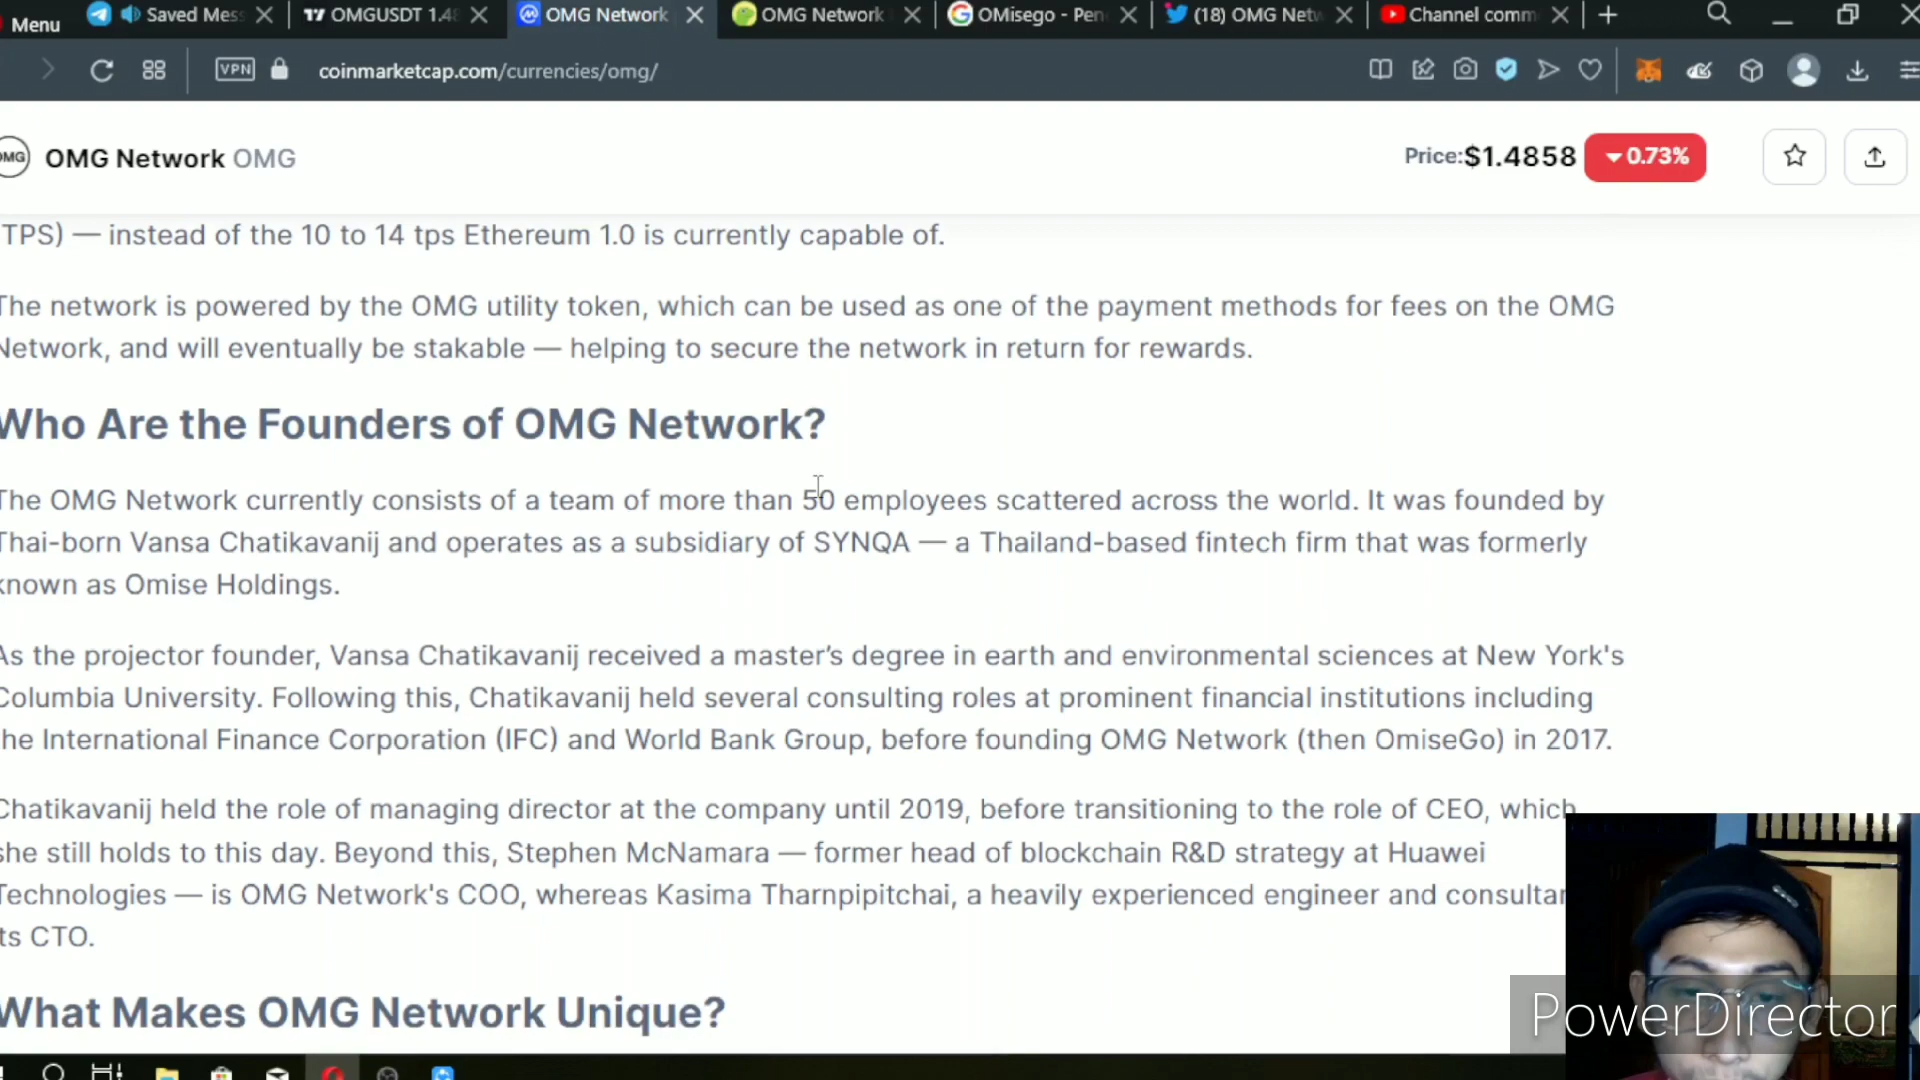 Menu
Saved Mes
OMGUSDT 1.48
OMG Network
OMG Network
OMisego - Pen
(18) OMG Netw
Channel comm
VPN
coinmarketcap.com/currencies/omg/
OMG
OMG Network OMG
Price:$1.4858
0.73%
TPS) — instead of the 10 to 14 tps Ethereum 1.0 is currently capable of.
The network is powered by the OMG utility token, which can be used as one of the payment methods for fees on the OMG
Network, and will eventually be stakable — helping to secure the network in return for rewards.
Who Are the Founders of OMG Network?
The OMG Network currently consists of a team of more than 50 employees scattered across the world. It was founded by
Thai-born Vansa Chatikavanij and operates as a subsidiary of SYNQA — a Thailand-based fintech firm that was formerly
known as Omise Holdings.
As the projector founder, Vansa Chatikavanij received a master’s degree in earth and environmental sciences at New York's
Columbia University. Following this, Chatikavanij held several consulting roles at prominent financial institutions including
the International Finance Corporation (IFC) and World Bank Group, before founding OMG Network (then OmiseGo) in 2017.
Chatikavanij held the role of managing director at the company until 2019, before transitioning to the role of CEO, which
she still holds to this day. Beyond this, Stephen McNamara — former head of blockchain R&D strategy at Huawei
Technologies — is OMG Network's COO, whereas Kasima Tharnpipitchai, a heavily experienced engineer and consultan
its CTO.
What Makes OMG Network Unique?
PowerDirector